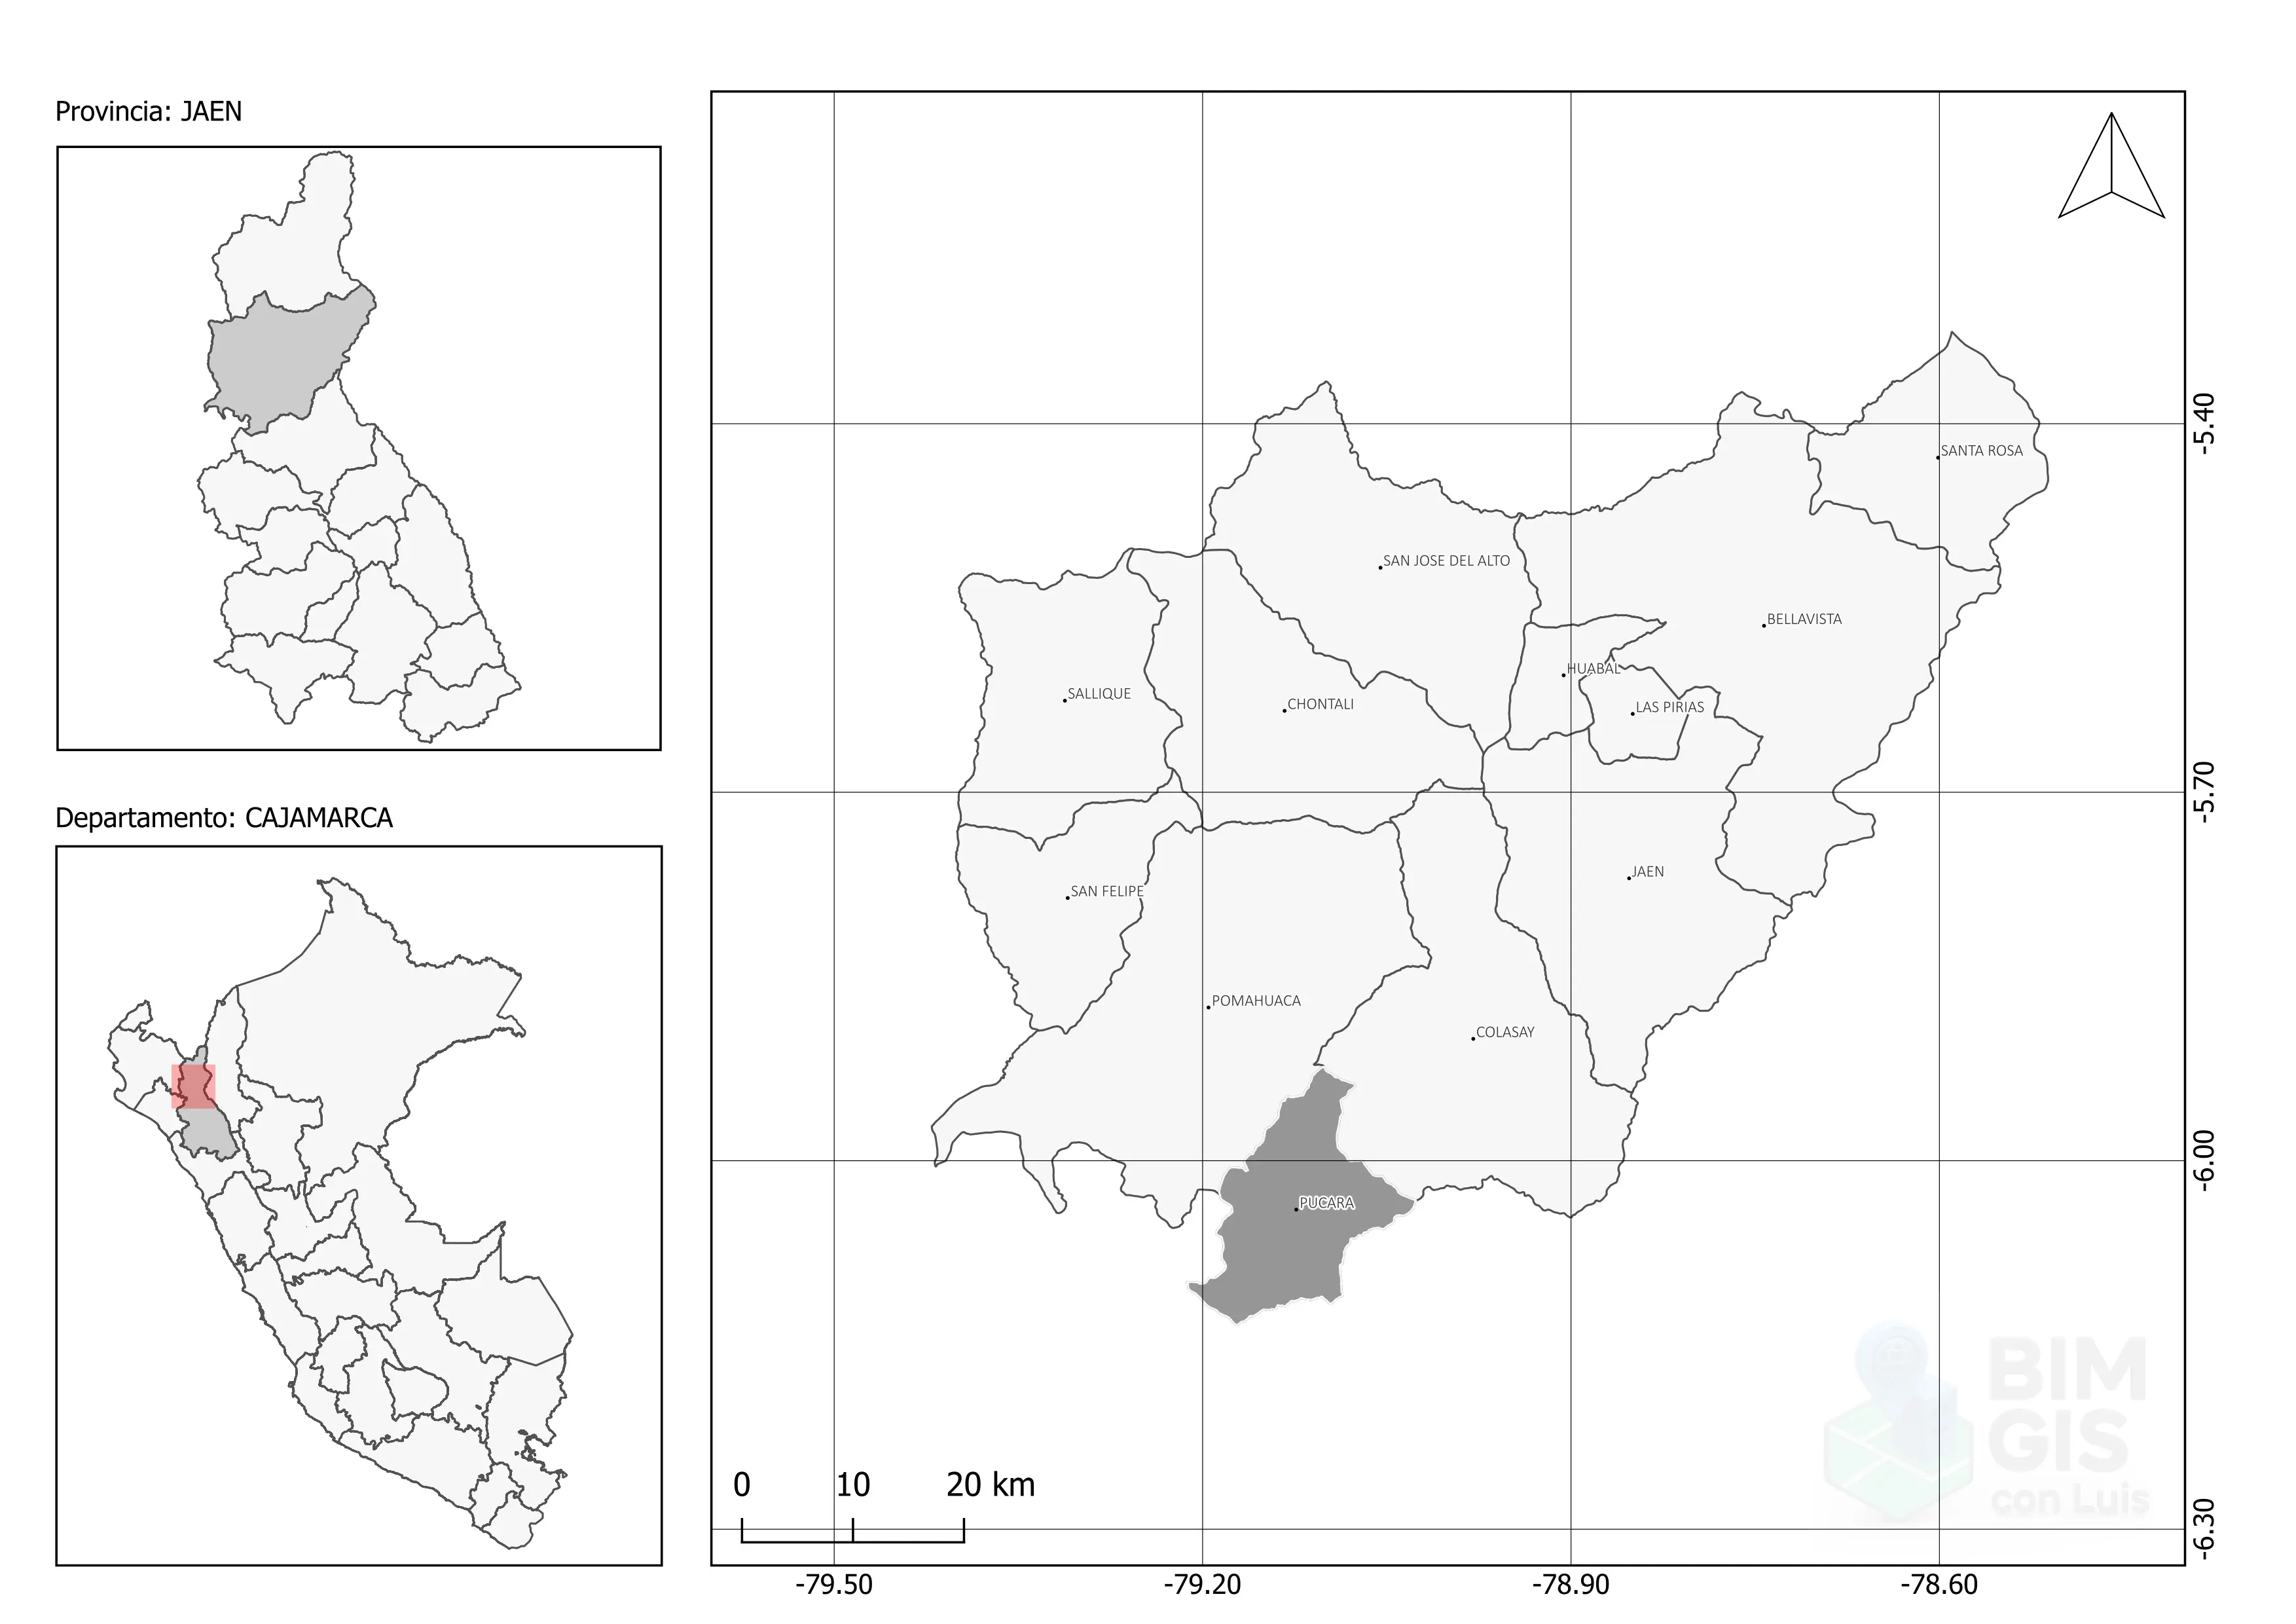 Provincia: JAEN
Departamento: CAJAMARCA
SANTA ROSA
SAN JOSE DEL ALTO
BELLAVISTA
HUABAL
SALLIQUE
CHONTALI
LAS PIRIAS
JAEN
SAN FELIPE
POMAHUACA
COLASAY
PUCARA
-5.40
-5.70
-6.00
-6.30
0 10 20 km
BIM
GIS
con Luis
-79.50 -79.20 -78.90 -78.60